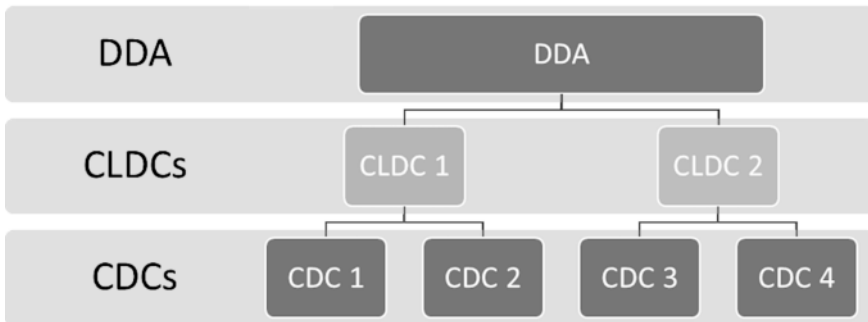 DDA
DDA
CLDCs
CLDC 1
CLDC 2
CDCs
CDC 1
CDC 2
CDC 3
CDC 4